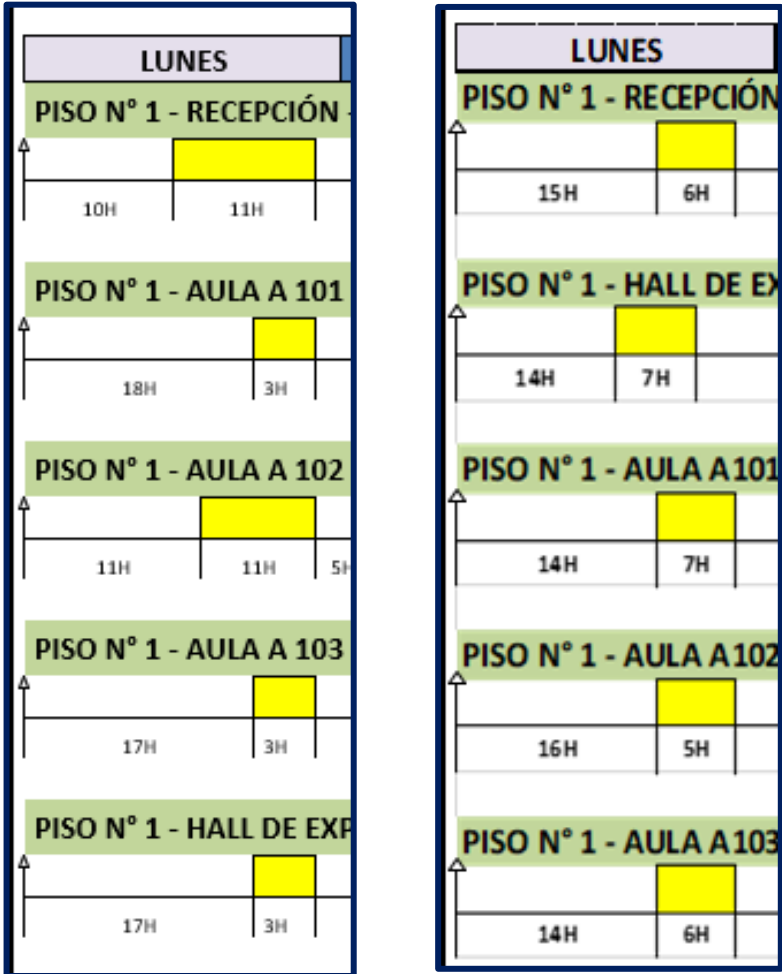 LUNES
PISO N° 1 - RECEPCIÓN -
10H 11H
PISO N° 1 - AULA A 101
18H 3H
PISO N° 1 - AULA A 102
11H 11H 5H
PISO N° 1 - AULA A 103
17H 3H
PISO N° 1 - HALL DE EXP
17H 3H
LUNES
PISO N° 1 - RECEPCIÓN
15H 6H
PISO N° 1 - HALL DE EX
14H 7H
PISO N° 1 - AULA A 101
14H 7H
PISO N° 1 - AULA A 102
16H 5H
PISO N° 1 - AULA A 103
14H 6H